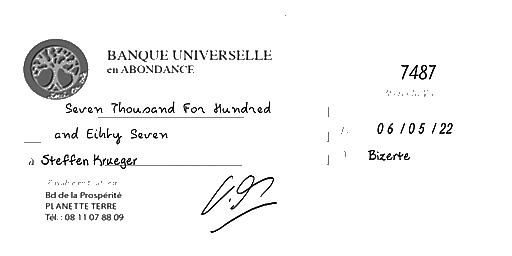 BANQUE UNIVERSELLE
en ABONDANCE
7487
Seven Thousand For Hundred
and Eihty Seven
06/05/22
à Steffen Krueger
Bizerte
Bd de la Prospérité
PLANETTE TERRE
Tél. : 08 11 07 88 09